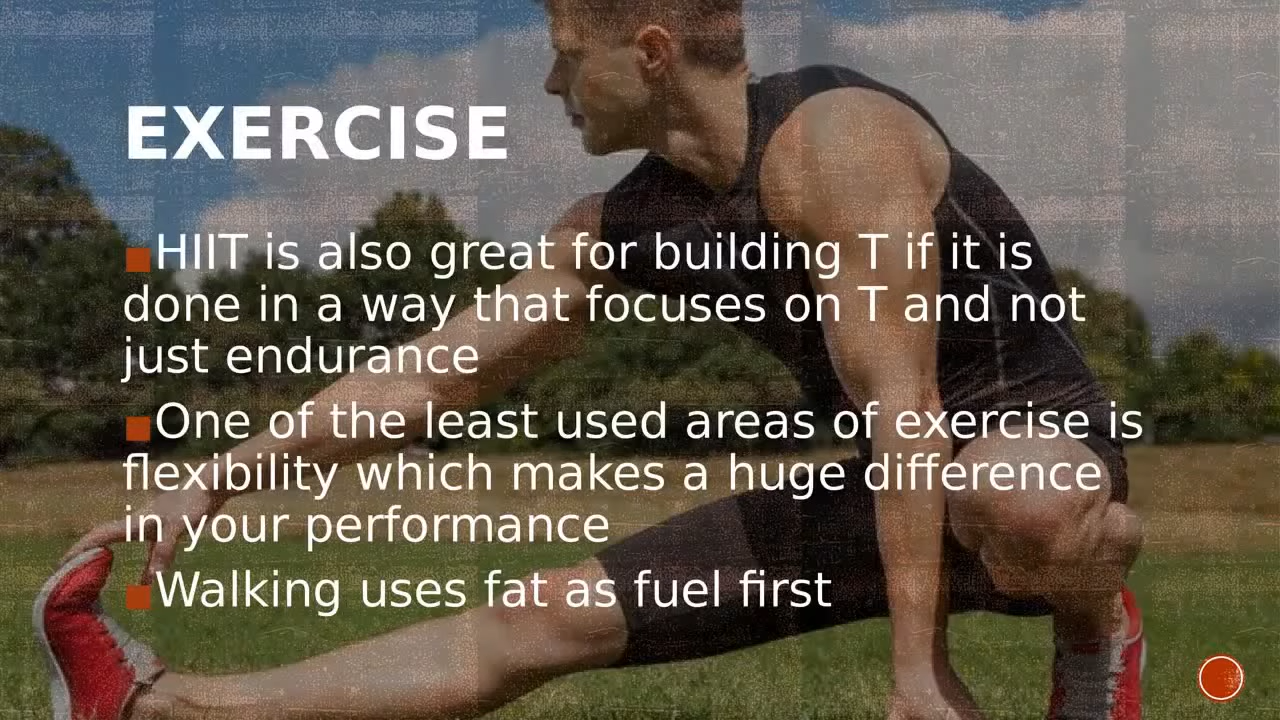 EXERCISE
HIIT is also great for building T if it is
done in a way that focuses on T and not
just endurance
One of the least used areas of exercise is
flexibility which makes a huge difference
in your performance
Walking uses fat as fuel first